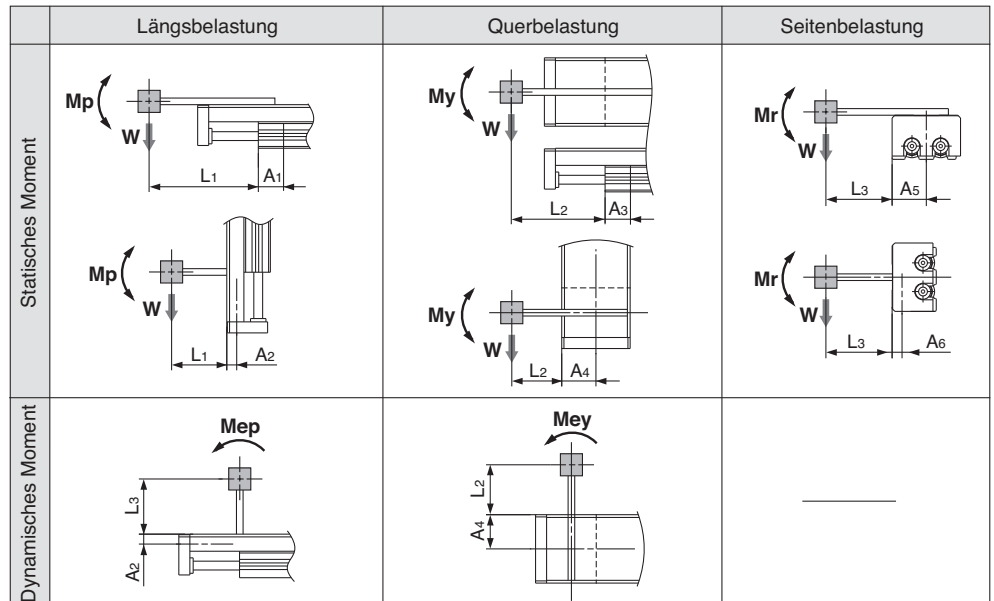 Längsbelastung
Querbelastung
Seitenbelastung
Statisches Moment
Mp
W
L1
A1
My
W
L2
A3
Mr
W
L3
A5
Mp
W
L1
A2
My
W
L2
A4
Mr
W
L3
A6
Dynamisches Moment
Mep
L3
A2
Mey
L2
A4